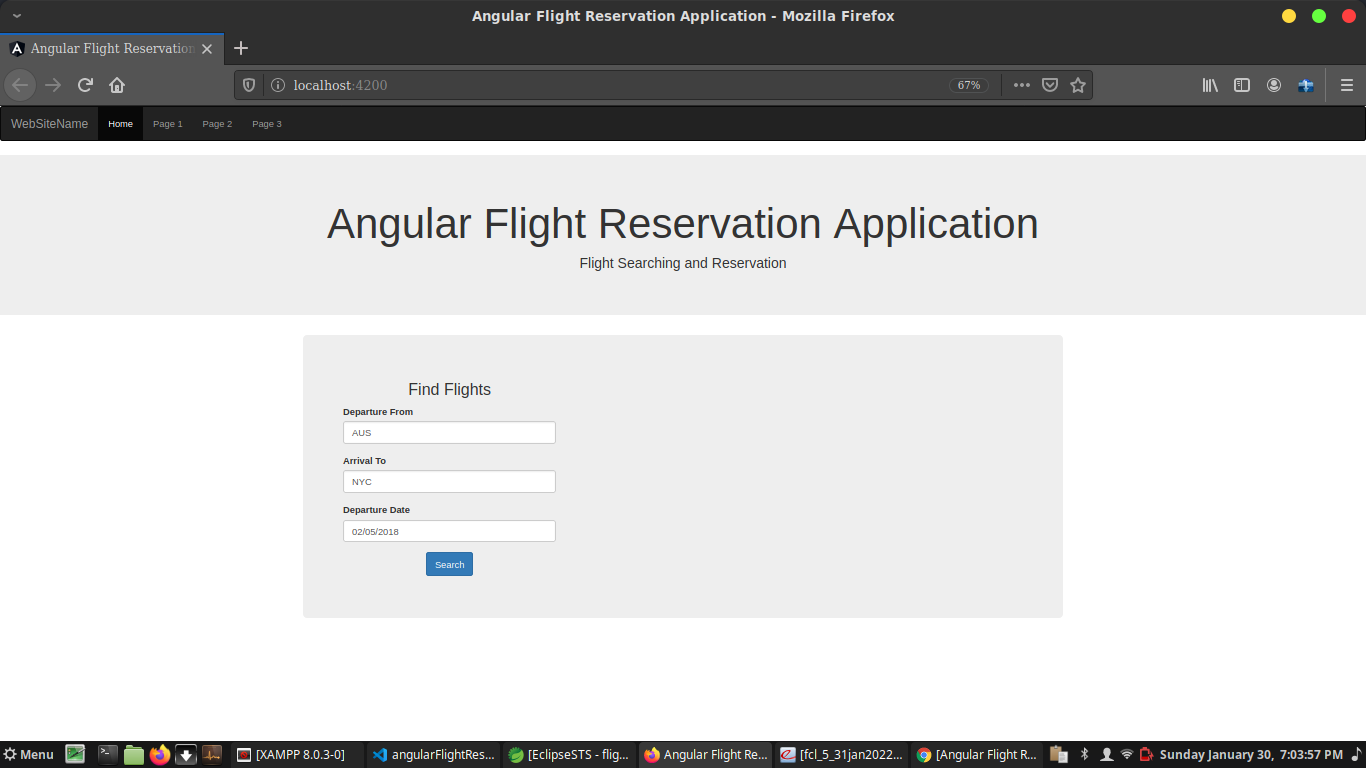 Angular Flight Reservation Application - Mozilla Firefox
Angular Flight Reservation
localhost:4200
67%
WebSiteName Home Page 1 Page 2 Page 3
Angular Flight Reservation Application
Flight Searching and Reservation
Find Flights
Departure From
AUS
Arrival To
NYC
Departure Date
02/05/2018
Search
Menu [XAMPP 8.0.3-0] angularFlightRes... [EclipseSTS - flig... Angular Flight Re... [fcl_5_31jan2022... [Angular Flight R... Sunday January 30, 7:03:57 PM